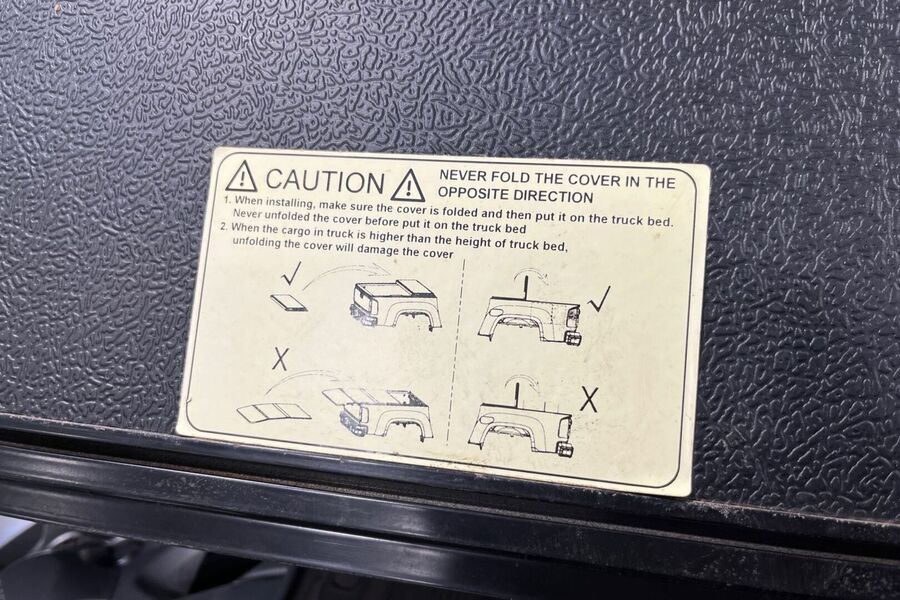 CAUTION
NEVER FOLD THE COVER IN THE
OPPOSITE DIRECTION
1. When installing, make sure the cover is folded and then put it on the truck bed.
Never unfolded the cover before put it on the truck bed
2. When the cargo in truck is higher than the height of truck bed,
unfolding the cover will damage the cover
X
X